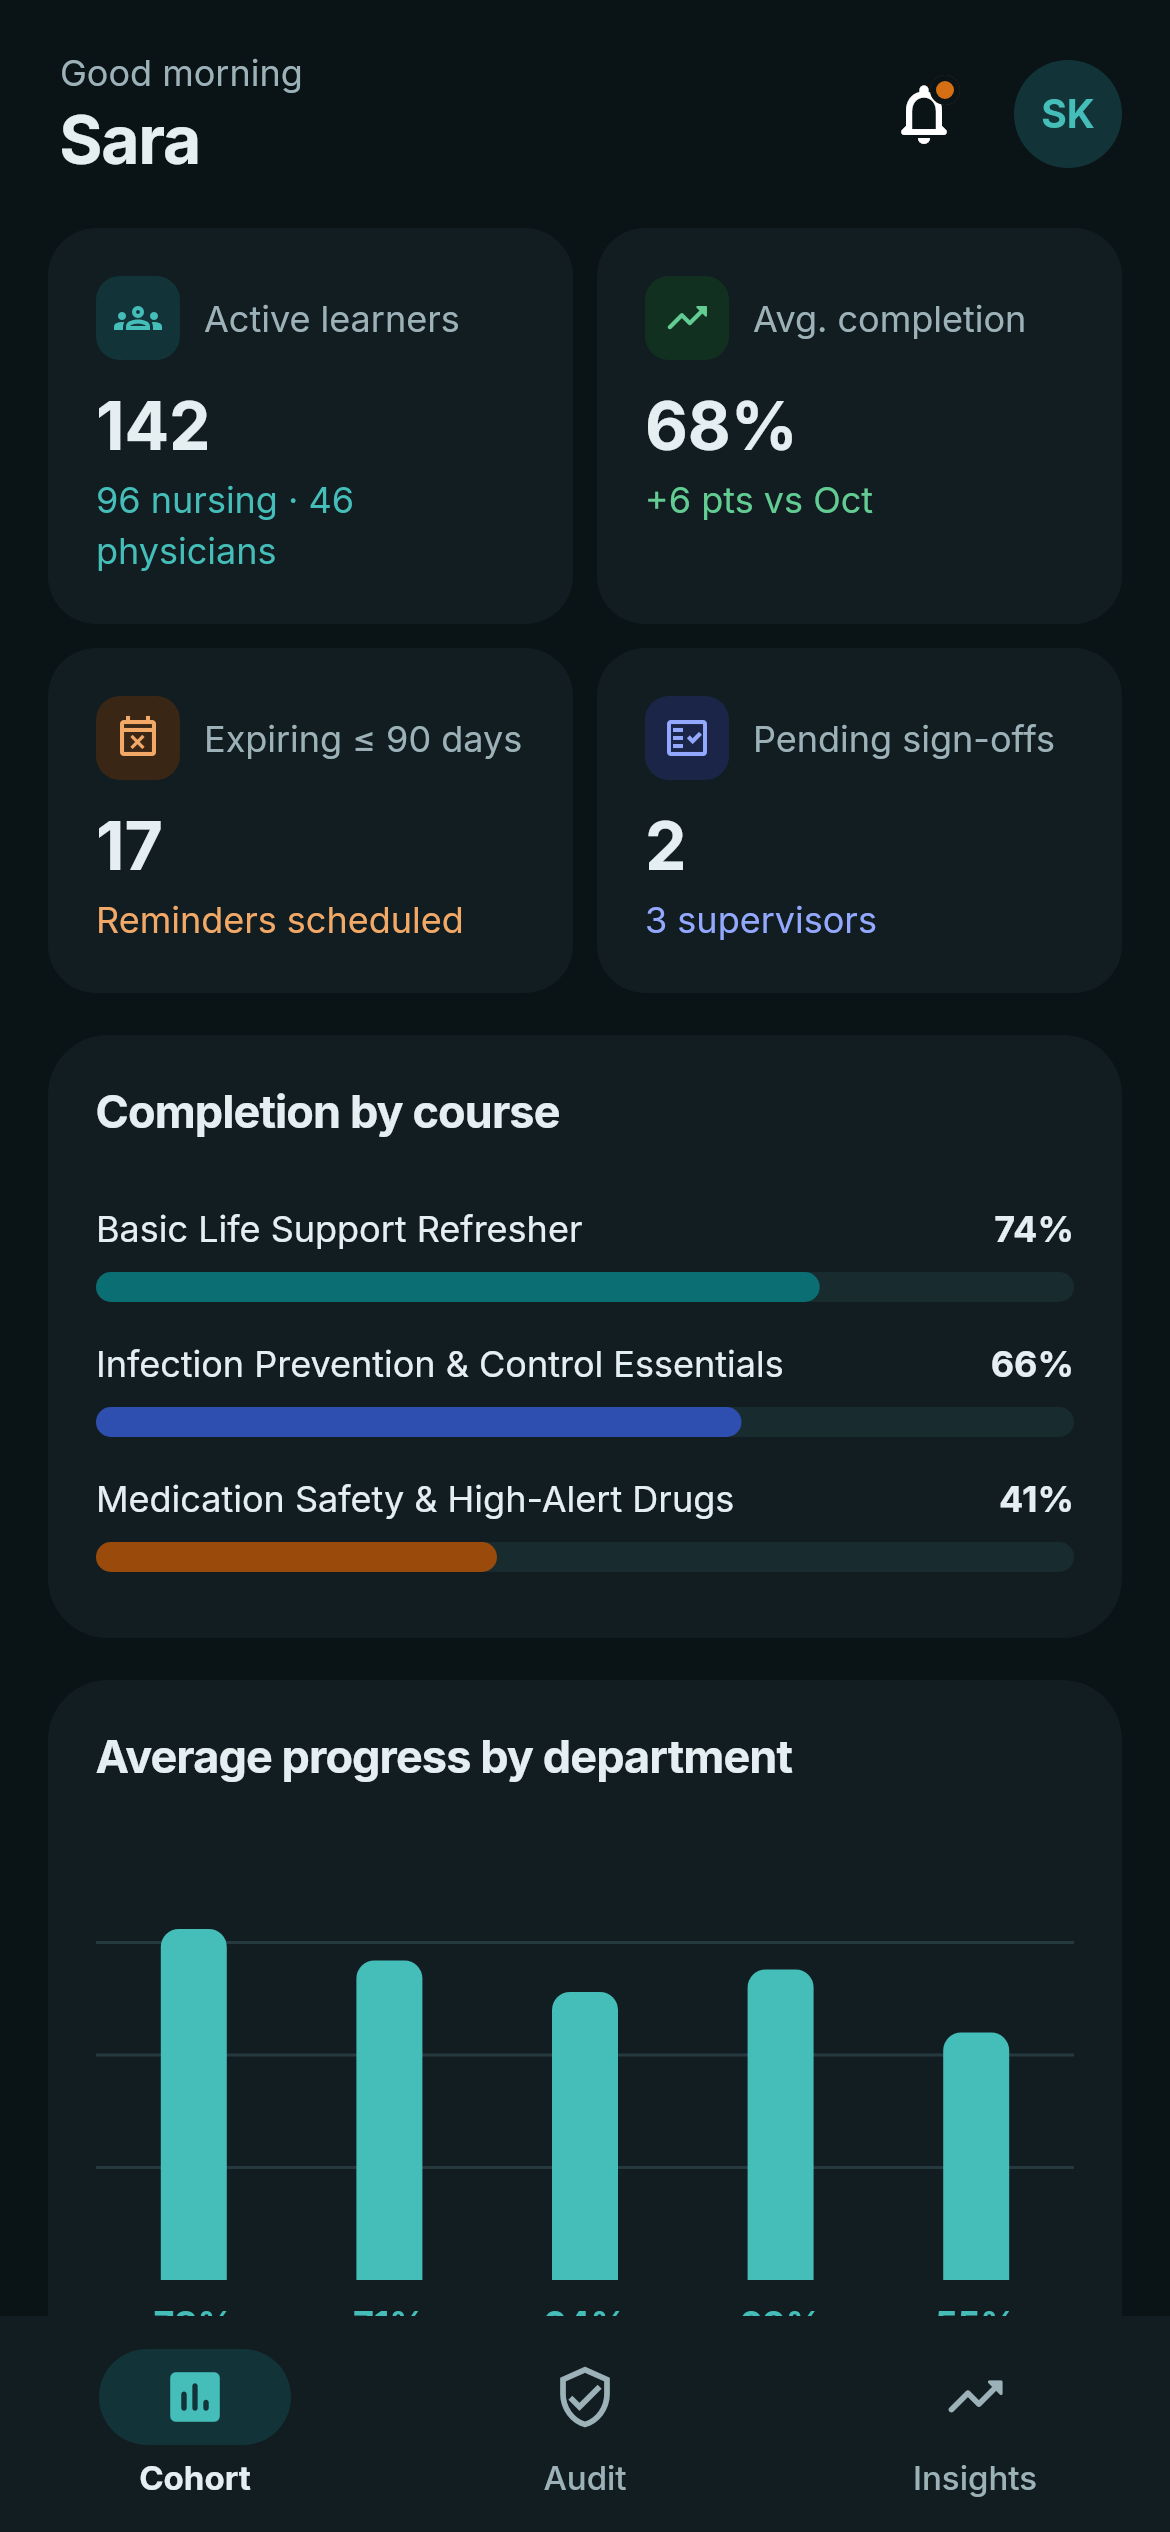 Good morning
Sara
SK
Active learners
142
96 nursing · 46
physicians
Avg. completion
68%
+6 pts vs Oct
Expiring ≤ 90 days
17
Reminders scheduled
Pending sign-offs
2
3 supervisors
Completion by course
Basic Life Support Refresher 74%
Infection Prevention & Control Essentials 66%
Medication Safety & High-Alert Drugs 41%
Average progress by department
Cohort
Audit
Insights